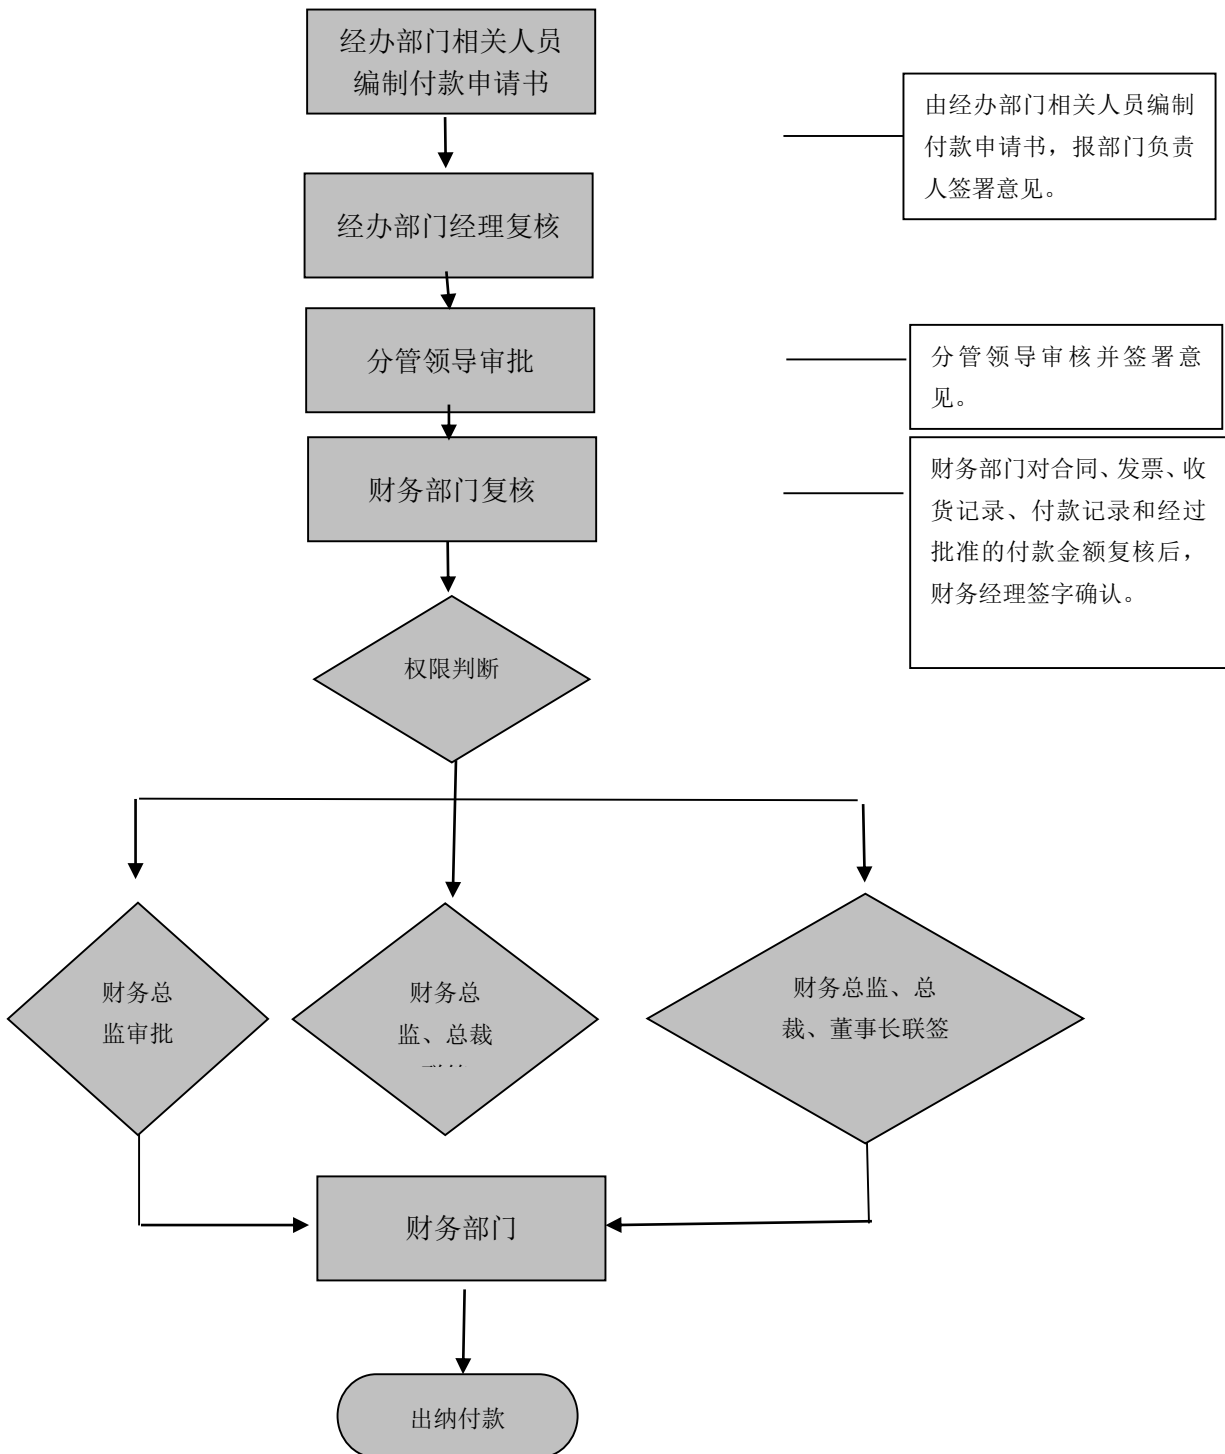 经办部门相关人员
编制付款申请书
由经办部门相关人员编制
付款申请书，报部门负责
人签署意见。
经办部门经理复核
分管领导审批
分管领导审核并签署意
见。
财务部门复核
财务部门对合同、发票、收
货记录、付款记录和经过
批准的付款金额复核后，
财务经理签字确认。
权限判断
财务总
监审批
财务总
监、总裁
财务总监、总
裁、董事长联签
财务部门
出纳付款